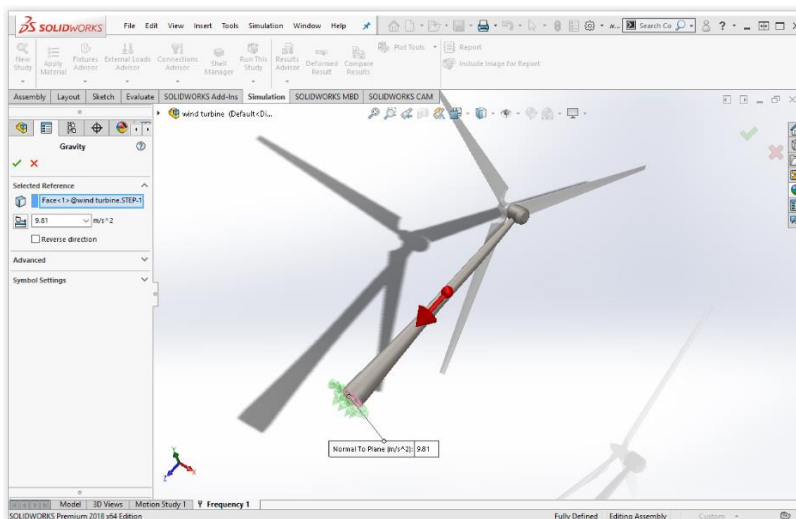 SOLIDWORKS File Edit View Insert Tools Simulation Window Help
Search Co
New Study
Apply Material
Fixtures Advisor
External Loads Advisor
Connections Advisor
Shell Manager
Run This Study
Results Advisor
Deformed Result
Compare Results
Plot Tools
Report
Include Image for Report
Assembly Layout Sketch Evaluate SOLIDWORKS Add-Ins Simulation SOLIDWORKS MBD SOLIDWORKS CAM
wind turbine (Default<Di...
Gravity
Selected Reference
Face<1>@wind turbine.STEP-1
9.81 m/s^2
Reverse direction
Advanced
Symbol Settings
Normal To Plane (m/s^2): 9.81
Model 3D Views Motion Study 1 Frequency 1
SOLIDWORKS Premium 2018 x64 Edition Fully Defined Editing Assembly Custom